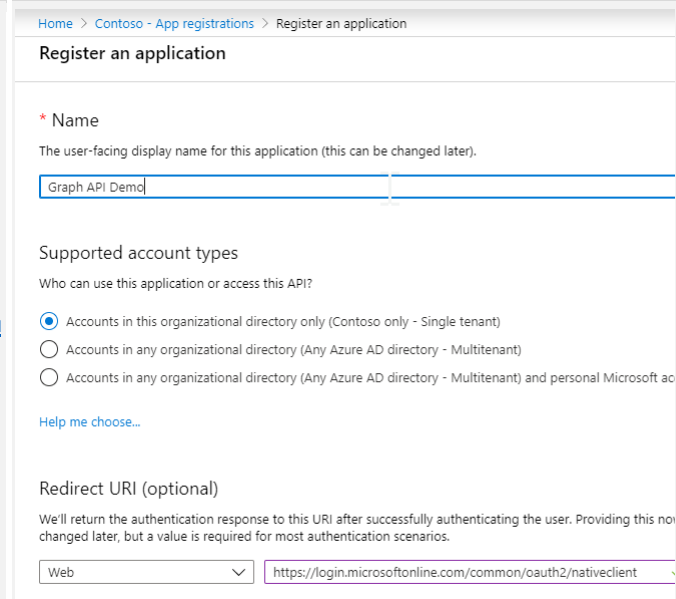 Home > Contoso - App registrations > Register an application
Register an application
* Name
The user-facing display name for this application (this can be changed later).
Graph API Demo
Supported account types
Who can use this application or access this API?
Accounts in this organizational directory only (Contoso only - Single tenant)
Accounts in any organizational directory (Any Azure AD directory - Multitenant)
Accounts in any organizational directory (Any Azure AD directory - Multitenant) and personal Microsoft
Help me choose...
Redirect URI (optional)
We'll return the authentication response to this URI after successfully authenticating the user. Providing this
changed later, but a value is required for most authentication scenarios.
Web
https://login.microsoftonline.com/common/oauth2/nativeclient